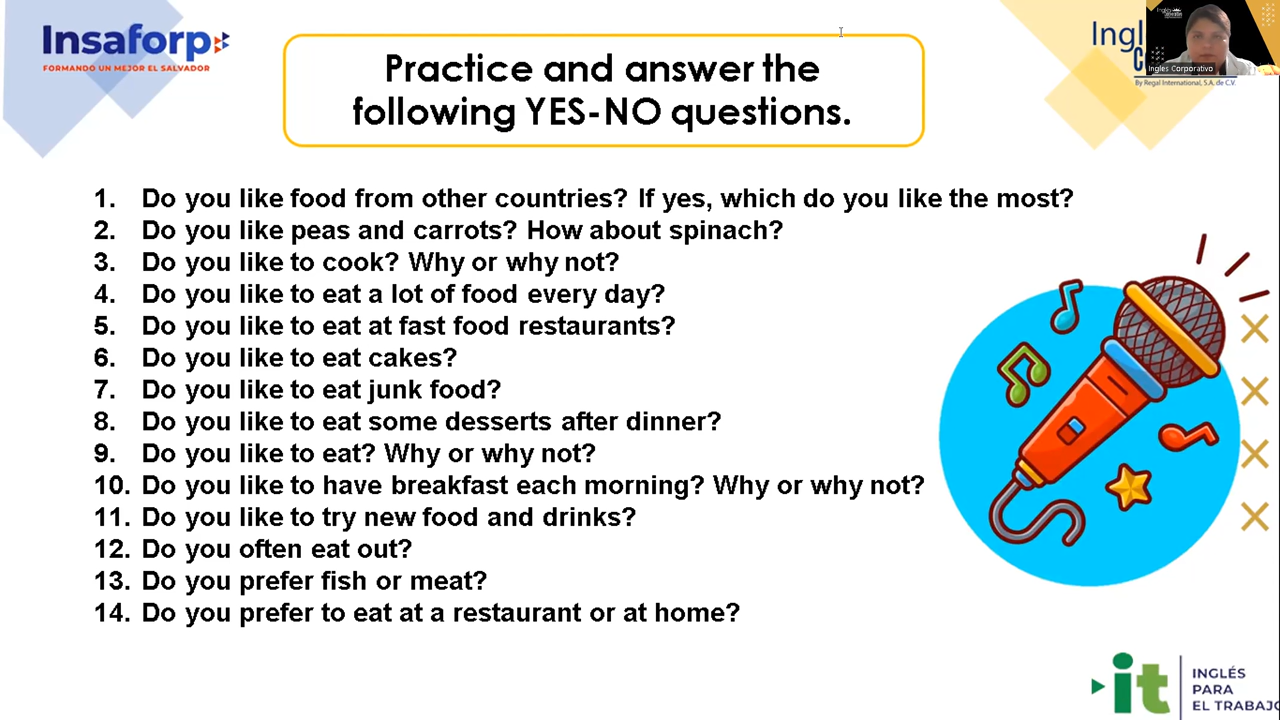 Insaforp
FORMANDO UN MEJOR EL SALVADOR
Practice and answer the
following YES-NO questions.
Ingl
C
Inglés Corporativo
By Regal International, S.A. de C.V.
1. Do you like food from other countries? If yes, which do you like the most?
2. Do you like peas and carrots? How about spinach?
3. Do you like to cook? Why or why not?
4. Do you like to eat a lot of food every day?
5. Do you like to eat at fast food restaurants?
6. Do you like to eat cakes?
7. Do you like to eat junk food?
8. Do you like to eat some desserts after dinner?
9. Do you like to eat? Why or why not?
10. Do you like to have breakfast each morning? Why or why not?
11. Do you like to try new food and drinks?
12. Do you often eat out?
13. Do you prefer fish or meat?
14. Do you prefer to eat at a restaurant or at home?
it
INGLÉS
PARA
EL TRABAJO